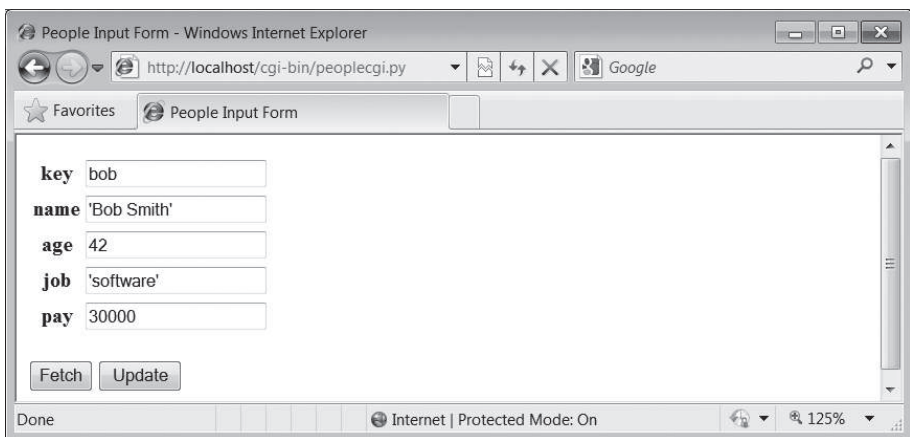 People Input Form - Windows Internet Explorer
http://localhost/cgi-bin/peoplecgi.py
Google
Favorites
People Input Form
key bob
name 'Bob Smith'
age 42
job 'software'
pay 30000
Fetch Update
Done
Internet | Protected Mode: On
125%